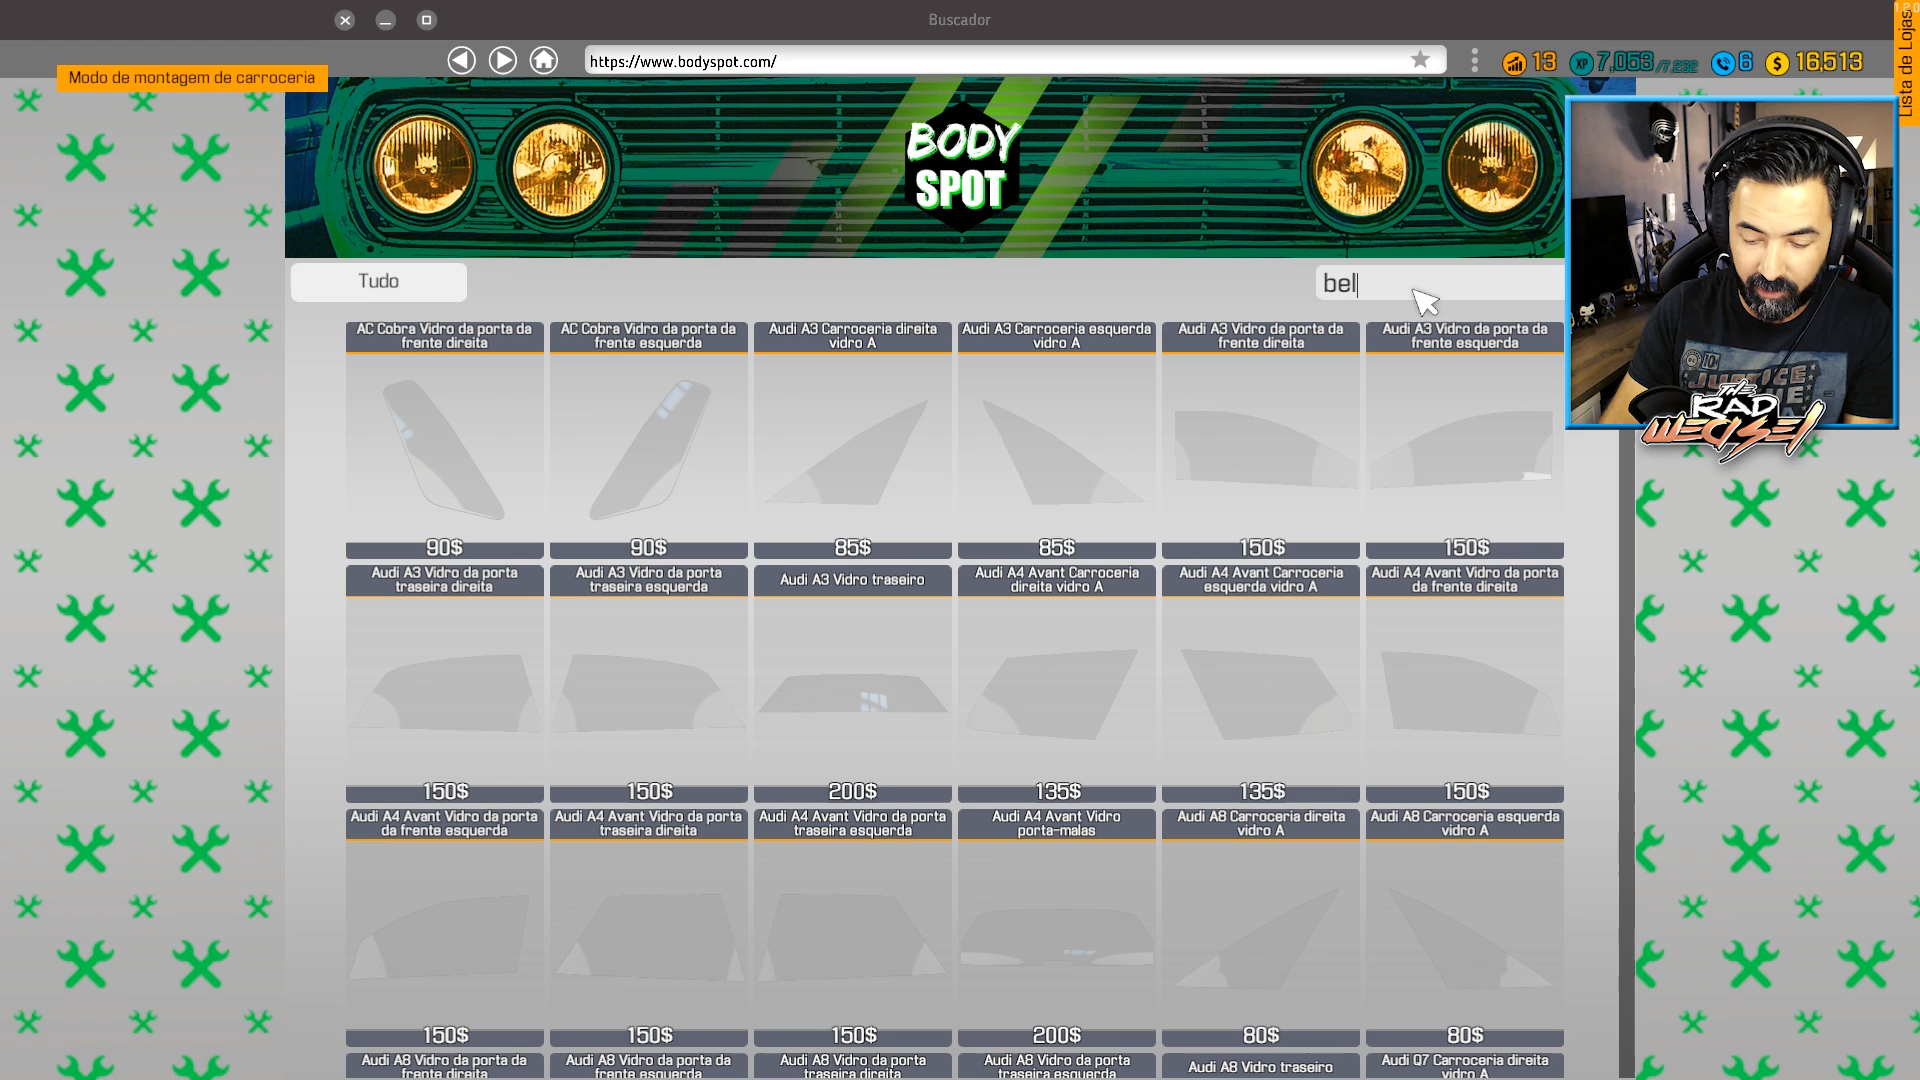 Buscador
1.2.0
https://www.bodyspot.com/
13
XP 7,053/7,232
6
$ 16,513
Lista de Lojas
Modo de montagem de carroceria
BODY
SPOT
Tudo
bel
AC Cobra Vidro da porta da
frente direita
AC Cobra Vidro da porta da
frente esquerda
Audi A3 Carroceria direita
vidro A
Audi A3 Carroceria esquerda
vidro A
Audi A3 Vidro da porta da
frente direita
Audi A3 Vidro da porta da
frente esquerda
90$
90$
85$
85$
150$
150$
Audi A3 Vidro da porta
traseira direita
Audi A3 Vidro da porta
traseira esquerda
Audi A3 Vidro traseiro
Audi A4 Avant Carroceria
direita vidro A
Audi A4 Avant Carroceria
esquerda vidro A
Audi A4 Avant Vidro da porta
da frente direita
150$
150$
200$
135$
135$
150$
Audi A4 Avant Vidro da porta
da frente esquerda
Audi A4 Avant Vidro da porta
traseira direita
Audi A4 Avant Vidro da porta
traseira esquerda
Audi A4 Avant Vidro
porta-malas
Audi A8 Carroceria direita
vidro A
Audi A8 Carroceria esquerda
vidro A
150$
150$
150$
200$
80$
80$
Audi A8 Vidro da porta da
frente direita
Audi A8 Vidro da porta da
frente esquerda
Audi A8 Vidro da porta
traseira direita
Audi A8 Vidro da porta
traseira esquerda
Audi A8 Vidro traseiro
Audi Q7 Carroceria direita
vidro A
JUSTICE
THE
RAD
WECHSEL